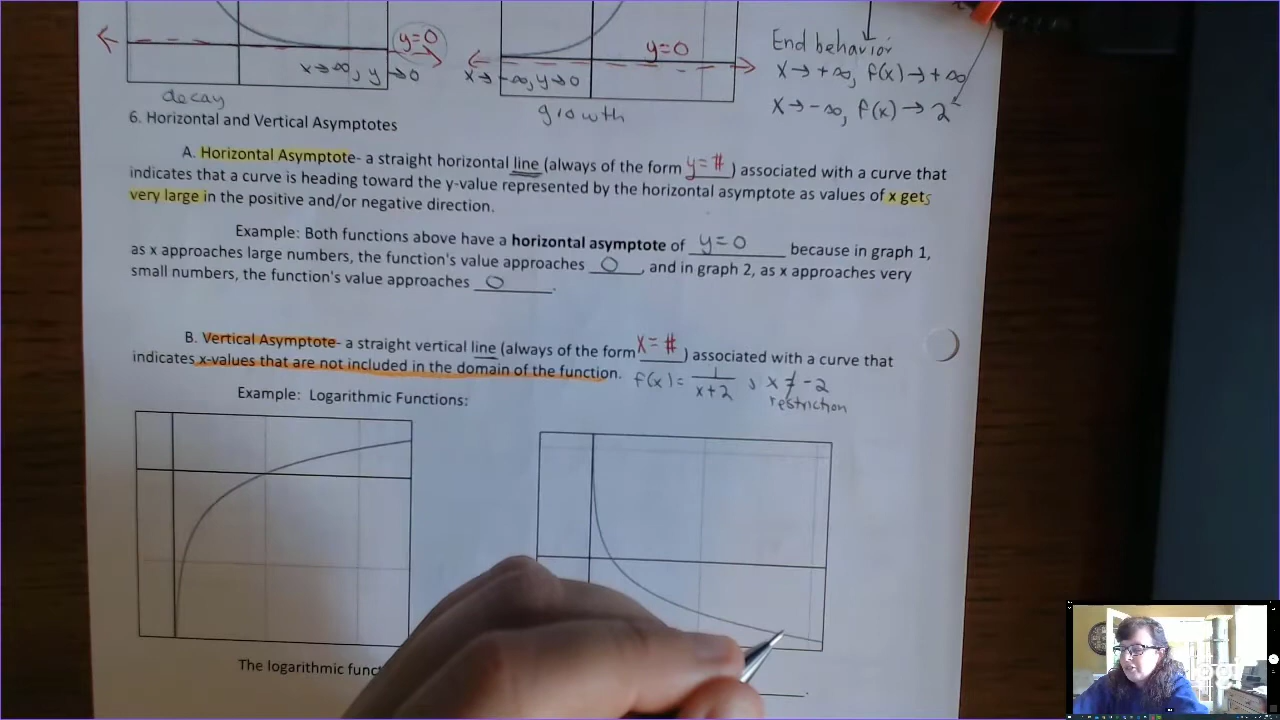 y=0
y=0
End behavior
x→∞, y→0
x→-∞, y→0
x→+∞, f(x)→+∞
decay
growth
x→-∞, f(x)→2
6. Horizontal and Vertical Asymptotes
A. Horizontal Asymptote- a straight horizontal line (always of the form y=# ) associated with a curve that
indicates that a curve is heading toward the y-value represented by the horizontal asymptote as values of x gets
very large in the positive and/or negative direction.
Example: Both functions above have a horizontal asymptote of y=0 because in graph 1,
as x approaches large numbers, the function's value approaches 0, and in graph 2, as x approaches very
small numbers, the function's value approaches 0.
B. Vertical Asymptote- a straight vertical line (always of the form x=# ) associated with a curve that
indicates x-values that are not included in the domain of the function. f(x)= 1/x+2 , x≠-2
restriction
Example: Logarithmic Functions:
The logarithmic funct